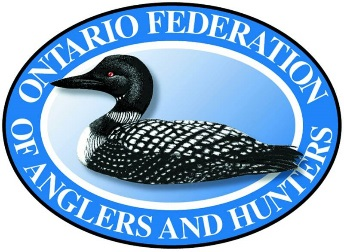 ONTARIO FEDERATION
OF ANGLERS AND HUNTERS